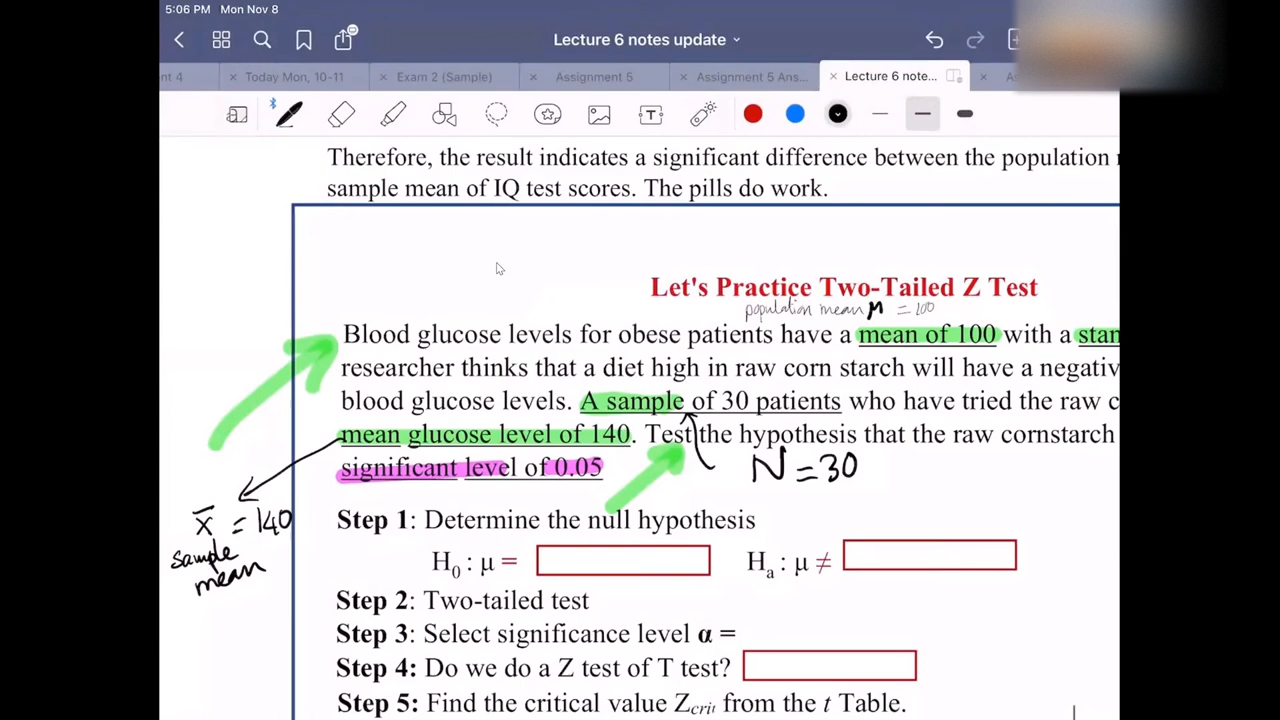 5:06 PM Mon Nov 8
Lecture 6 notes update
nt 4
Today Mon, 10-11
Exam 2 (Sample)
Assignment 5
Assignment 5 Ans...
Lecture 6 note...
Therefore, the result indicates a significant difference between the population
sample mean of IQ test scores. The pills do work.
Let's Practice Two-Tailed Z Test
population mean μ = 100
Blood glucose levels for obese patients have a mean of 100 with a stan
researcher thinks that a diet high in raw corn starch will have a negativ
blood glucose levels. A sample of 30 patients who have tried the raw c
mean glucose level of 140. Test the hypothesis that the raw cornstarch
significant level of 0.05
N = 30
x̄ = 140
sample
mean
Step 1: Determine the null hypothesis
H₀ : μ =
Hₐ : μ ≠
Step 2: Two-tailed test
Step 3: Select significance level α =
Step 4: Do we do a Z test of T test?
Step 5: Find the critical value Zcrit from the t Table.